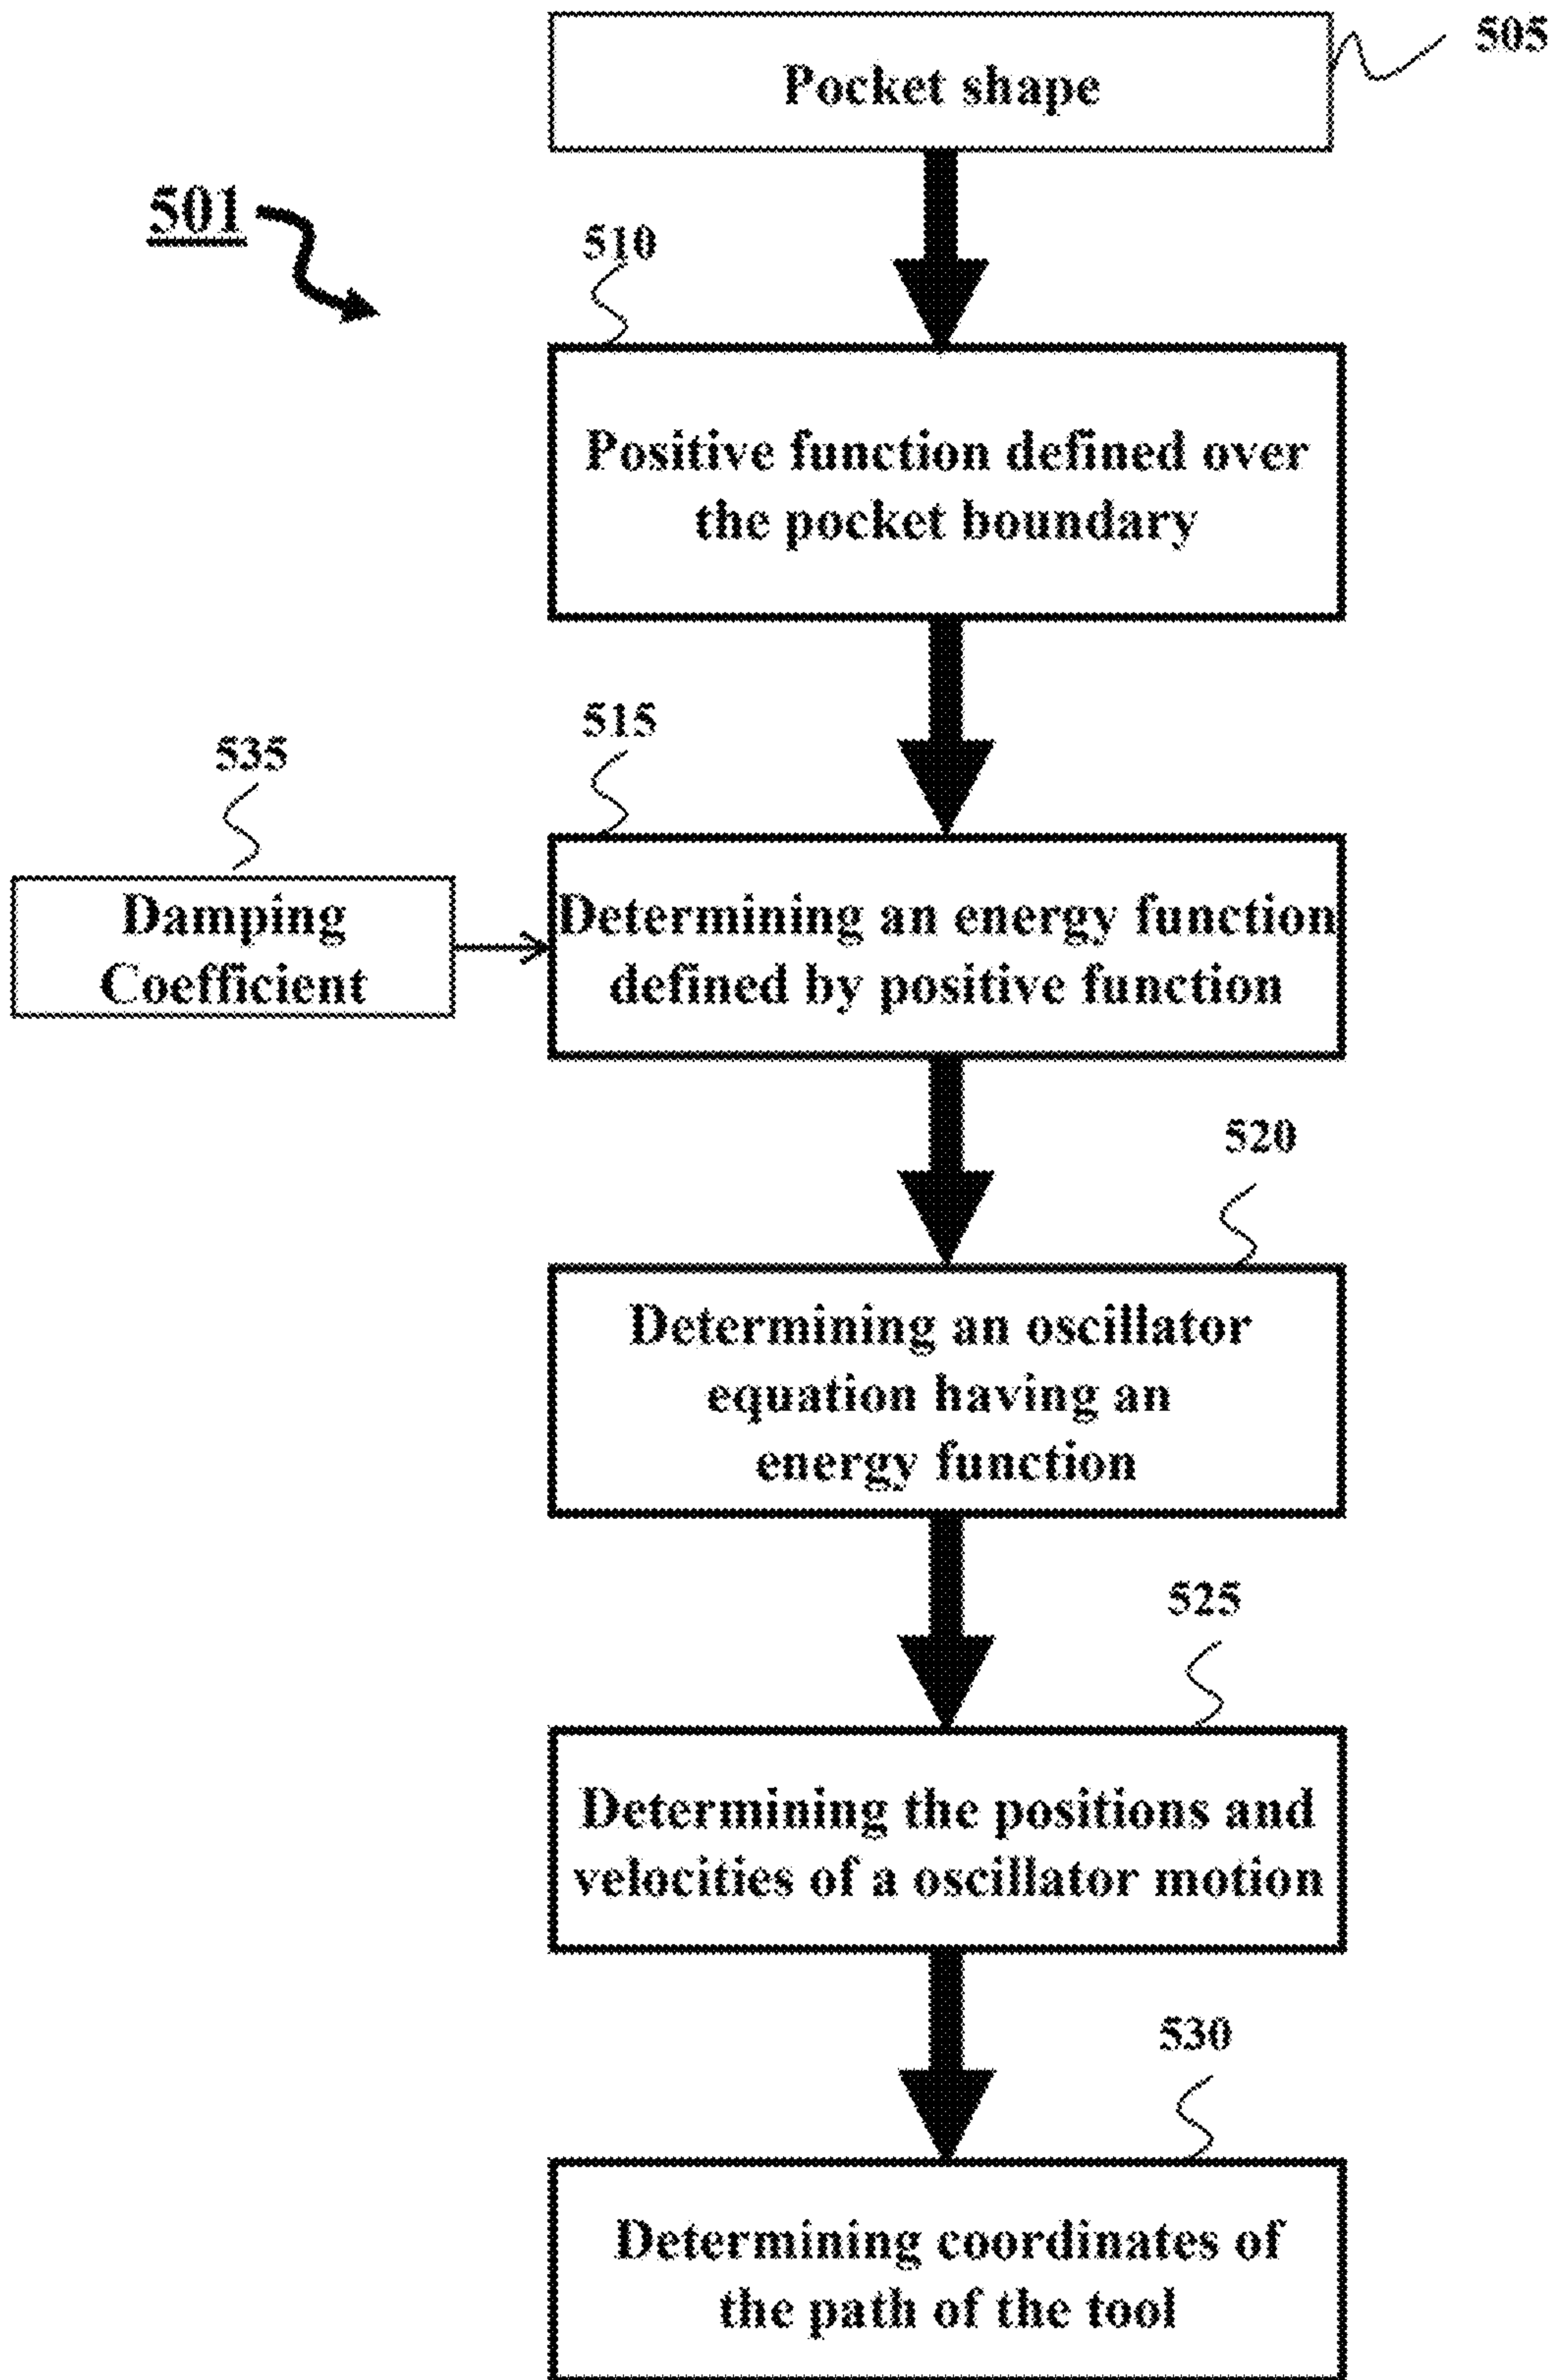 505
Pocket shape
501
510
Positive function defined over
the pocket boundary
515
535
Damping
Coefficient
Determining an energy function
defined by positive function
520
Determining an oscillator
equation having an
energy function
525
Determining the positions and
velocities of a oscillator motion
530
Determining coordinates of
the path of the tool